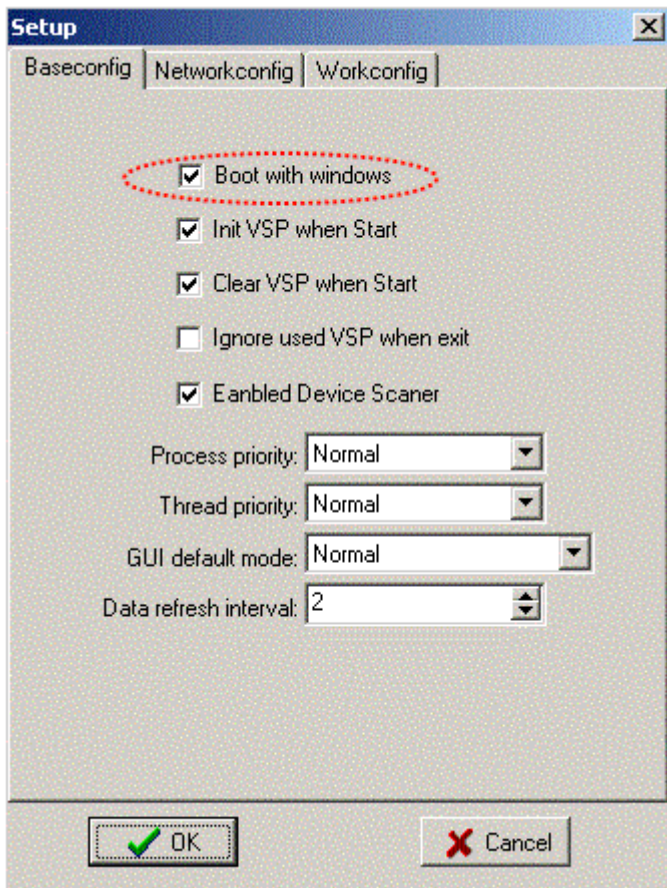 Setup
Baseconfig Networkconfig Workconfig
Boot with windows
Init VSP when Start
Clear VSP when Start
Ignore used VSP when exit
Eanbled Device Scaner
Process priority: Normal
Thread priority: Normal
GUI default mode: Normal
Data refresh interval: 2
OK Cancel